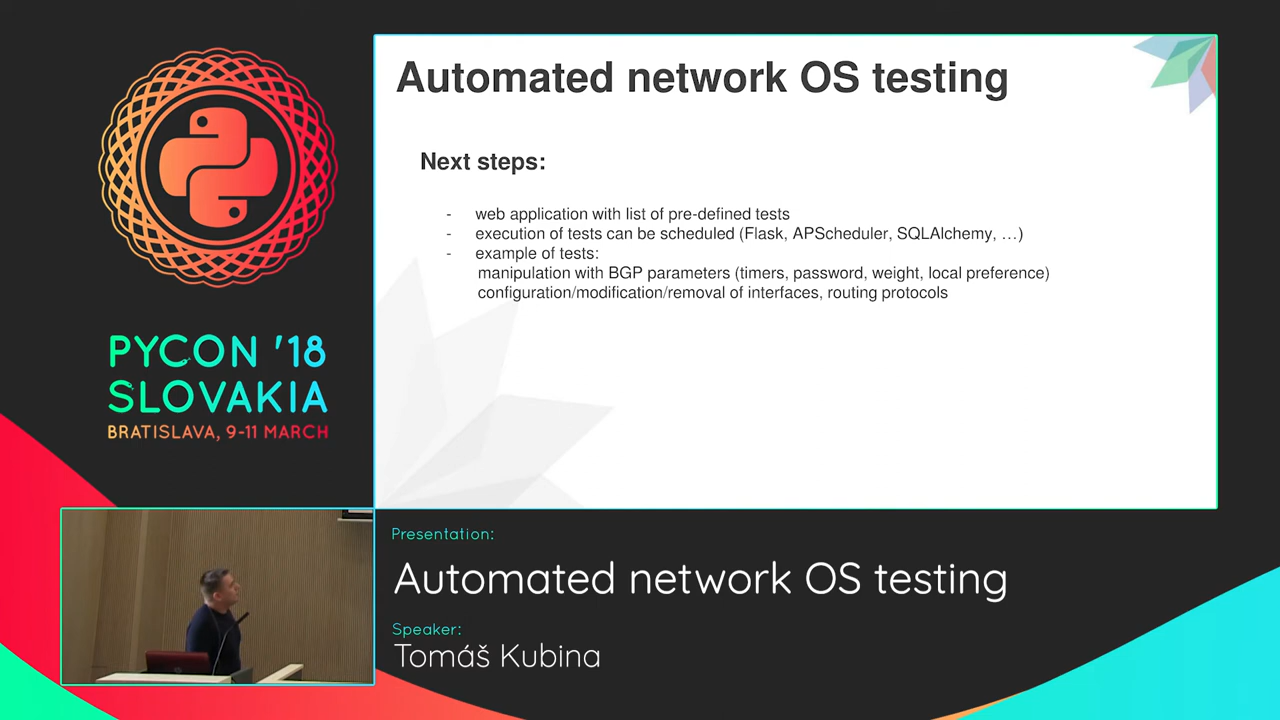 Automated network OS testing
Next steps:
- web application with list of pre-defined tests
- execution of tests can be scheduled (Flask, APScheduler, SQLAlchemy, …)
- example of tests:
manipulation with BGP parameters (timers, password, weight, local preference)
configuration/modification/removal of interfaces, routing protocols
PYCON '18
SLOVAKIA
BRATISLAVA, 9-11 MARCH
Presentation:
Automated network OS testing
Speaker:
Tomáš Kubina